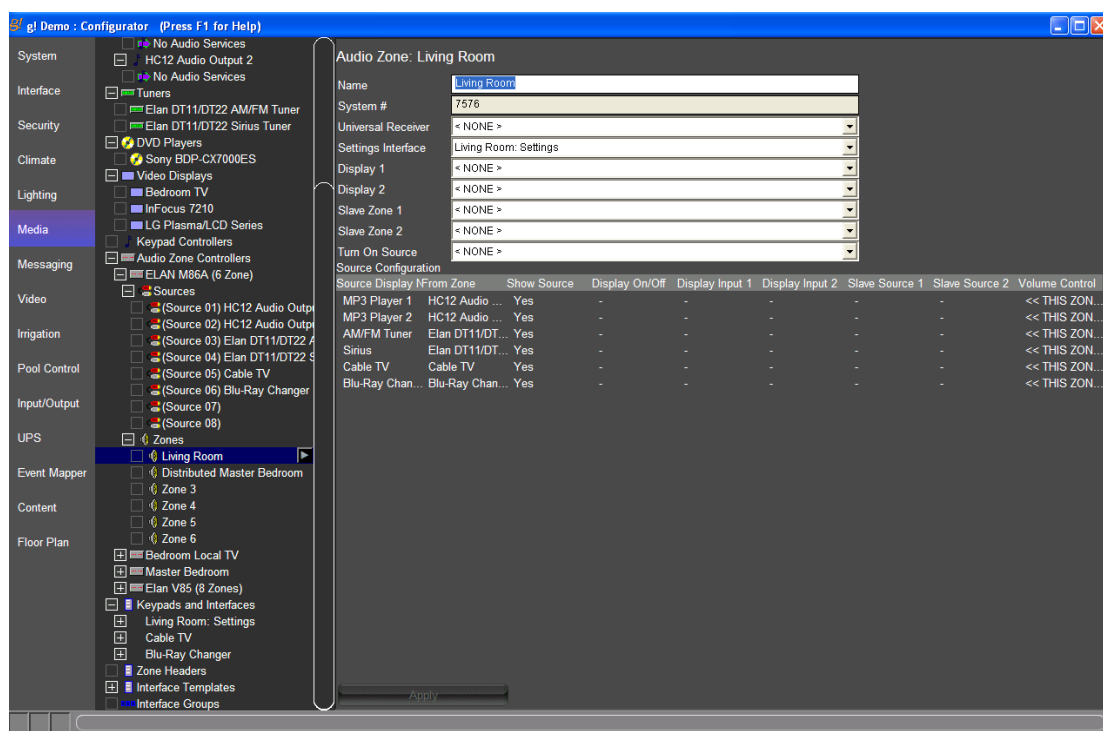 g! Demo : Configurator (Press F1 for Help)
System
Interface
Security
Climate
Lighting
Media
Messaging
Video
Irrigation
Pool Control
Input/Output
UPS
Event Mapper
Content
Floor Plan
No Audio Services
HC12 Audio Output 2
No Audio Services
Tuners
Elan DT11/DT22 AM/FM Tuner
Elan DT11/DT22 Sirius Tuner
DVD Players
Sony BDP-CX7000ES
Video Displays
Bedroom TV
InFocus 7210
LG Plasma/LCD Series
Keypad Controllers
Audio Zone Controllers
ELAN M86A (6 Zone)
Sources
(Source 01) HC12 Audio Outp
(Source 02) HC12 Audio Outp
(Source 03) Elan DT11/DT22 A
(Source 04) Elan DT11/DT22 S
(Source 05) Cable TV
(Source 06) Blu-Ray Changer
(Source 07)
(Source 08)
Zones
Living Room
Distributed Master Bedroom
Zone 3
Zone 4
Zone 5
Zone 6
Bedroom Local TV
Master Bedroom
Elan V85 (8 Zones)
Keypads and Interfaces
Living Room: Settings
Cable TV
Blu-Ray Changer
Zone Headers
Interface Templates
Interface Groups
Audio Zone: Living Room
Name Living Room
System # 7576
Universal Receiver < NONE >
Settings Interface Living Room: Settings
Display 1 < NONE >
Display 2 < NONE >
Slave Zone 1 < NONE >
Slave Zone 2 < NONE >
Turn On Source < NONE >
Source Configuration
Source Display N From Zone Show Source Display On/Off Display Input 1 Display Input 2 Slave Source 1 Slave Source 2 Volume Control
MP3 Player 1 HC12 Audio ... Yes - - - - - << THIS ZON...
MP3 Player 2 HC12 Audio ... Yes - - - - - << THIS ZON...
AM/FM Tuner Elan DT11/DT... Yes - - - - - << THIS ZON...
Sirius Elan DT11/DT... Yes - - - - - << THIS ZON...
Cable TV Cable TV Yes - - - - - << THIS ZON...
Blu-Ray Chan... Blu-Ray Chan... Yes - - - - - << THIS ZON...
Apply